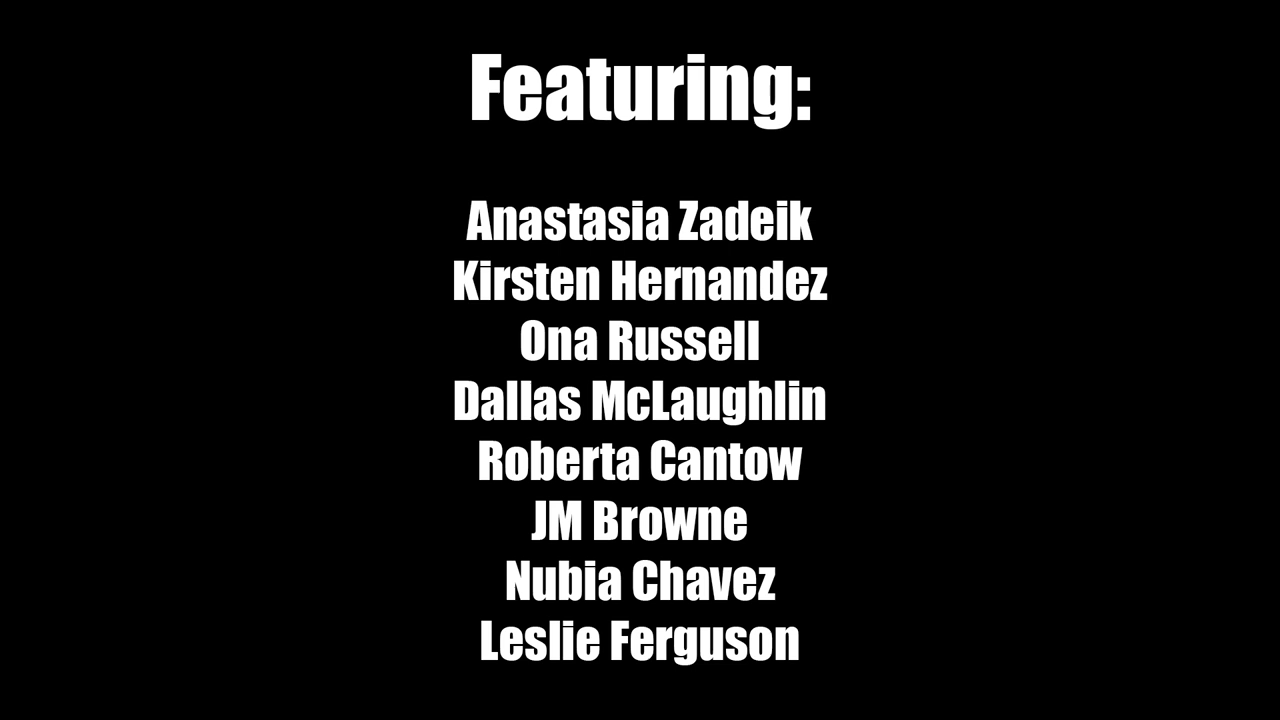 Featuring:
Anastasia Zadeik
Kirsten Hernandez
Ona Russell
Dallas McLaughlin
Roberta Cantow
JM Browne
Nubia Chavez
Leslie Ferguson